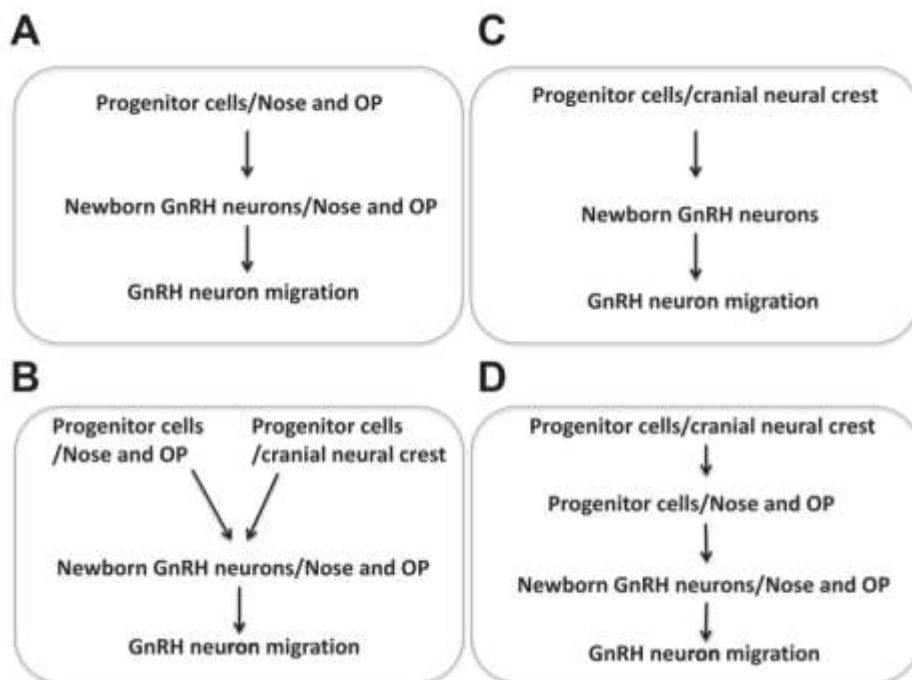 A
Progenitor cells/Nose and OP
Newborn GnRH neurons/Nose and OP
GnRH neuron migration
B
Progenitor cells
/Nose and OP
Progenitor cells
/cranial neural crest
Newborn GnRH neurons/Nose and OP
GnRH neuron migration
C
Progenitor cells/cranial neural crest
Newborn GnRH neurons
GnRH neuron migration
D
Progenitor cells/cranial neural crest
Progenitor cells/Nose and OP
Newborn GnRH neurons/Nose and OP
GnRH neuron migration